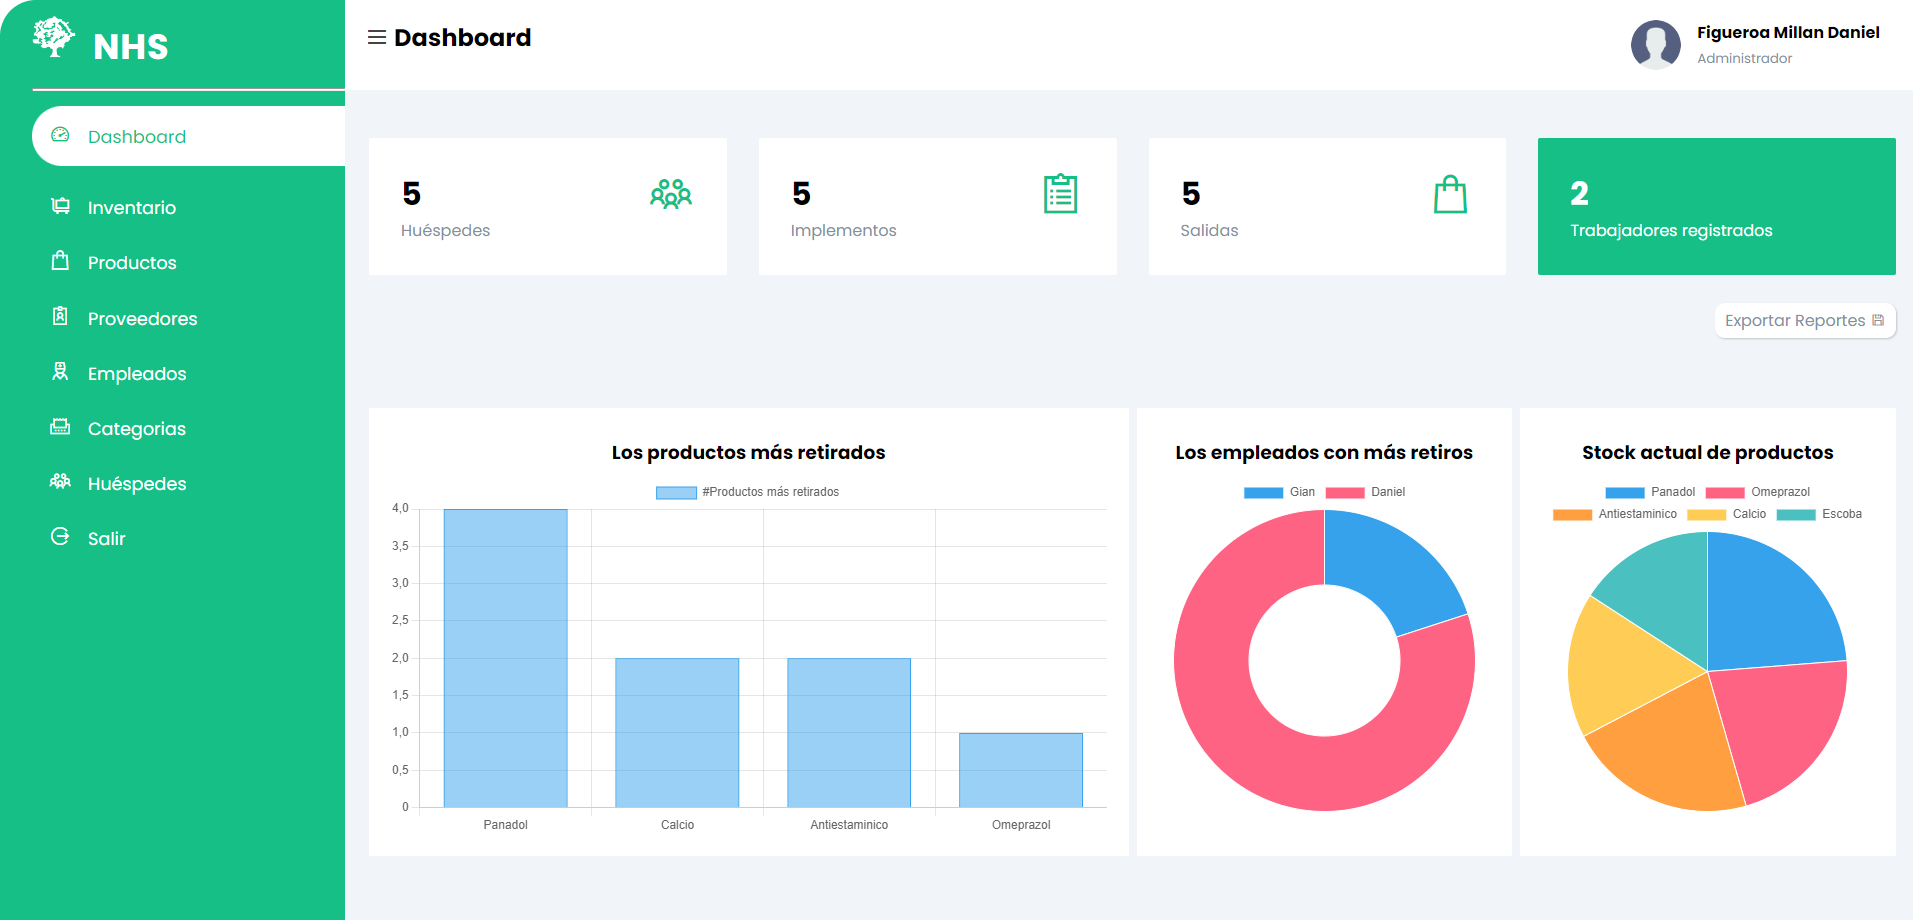 NHS
Dashboard
Inventario
Productos
Proveedores
Empleados
Categorias
Huéspedes
Salir
Dashboard
Figueroa Millan Daniel
Administrador
5
Huéspedes
5
Implementos
5
Salidas
2
Trabajadores registrados
Exportar Reportes
Los productos más retirados
#Productos más retirados
4,0
3,5
3,0
2,5
2,0
1,5
1,0
0,5
0
Panadol Calcio Antiestaminico Omeprazol
Los empleados con más retiros
Gian Daniel
Stock actual de productos
Panadol Omeprazol
Antiestaminico Calcio Escoba